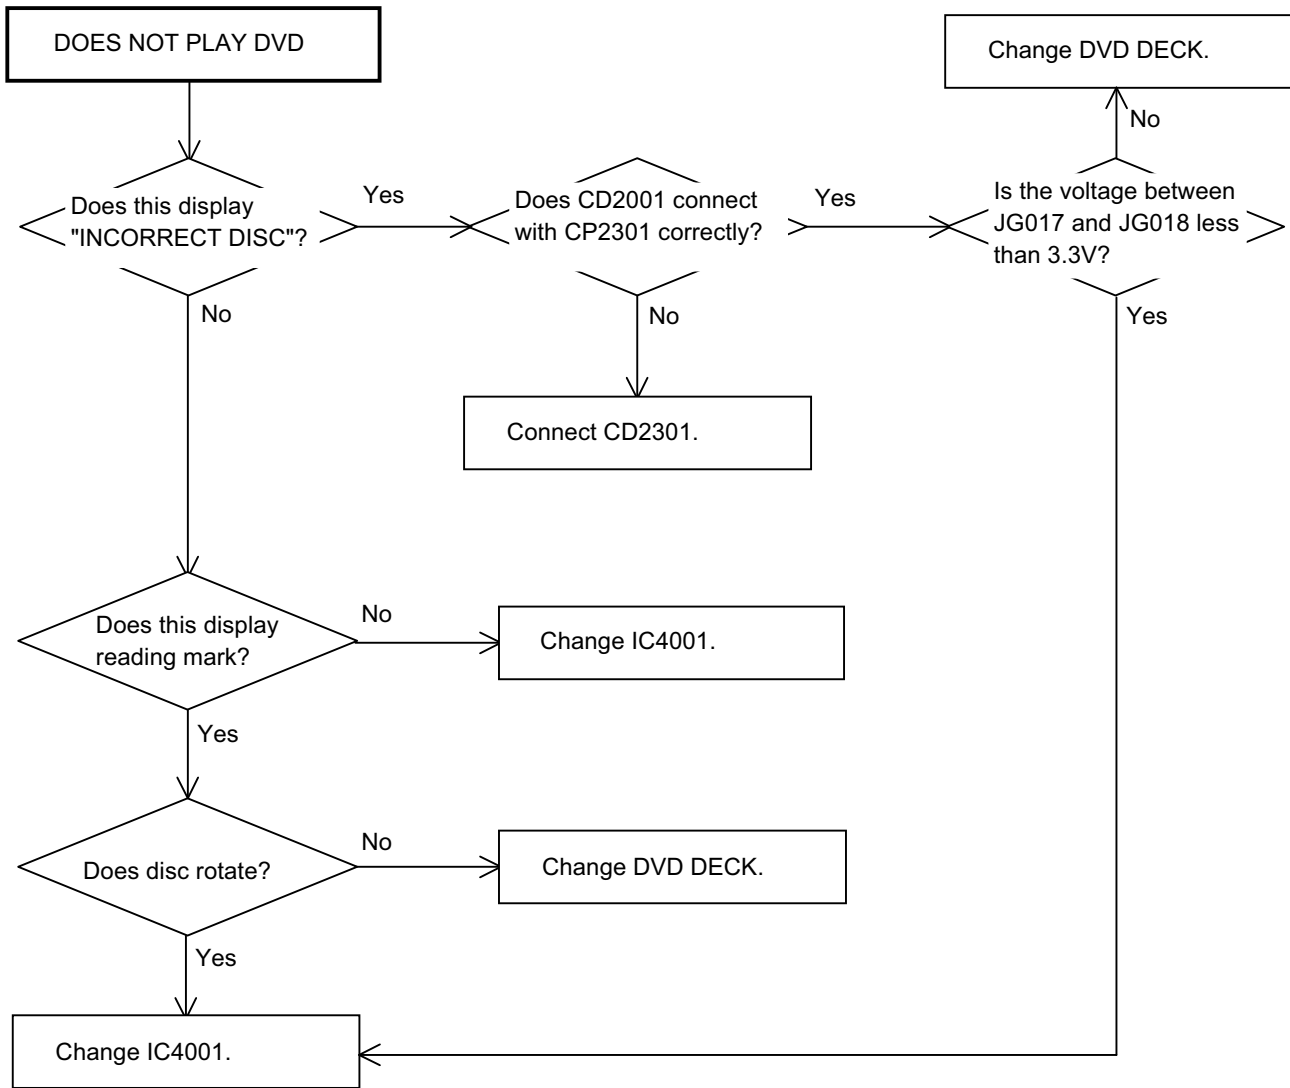 DOES NOT PLAY DVD
Change DVD DECK.
No
Does this display
"INCORRECT DISC"?
Yes
Does CD2001 connect
with CP2301 correctly?
Yes
Is the voltage between
JG017 and JG018 less
than 3.3V?
No
No
Yes
Connect CD2301.
Does this display
reading mark?
No
Change IC4001.
Yes
Does disc rotate?
No
Change DVD DECK.
Yes
Change IC4001.